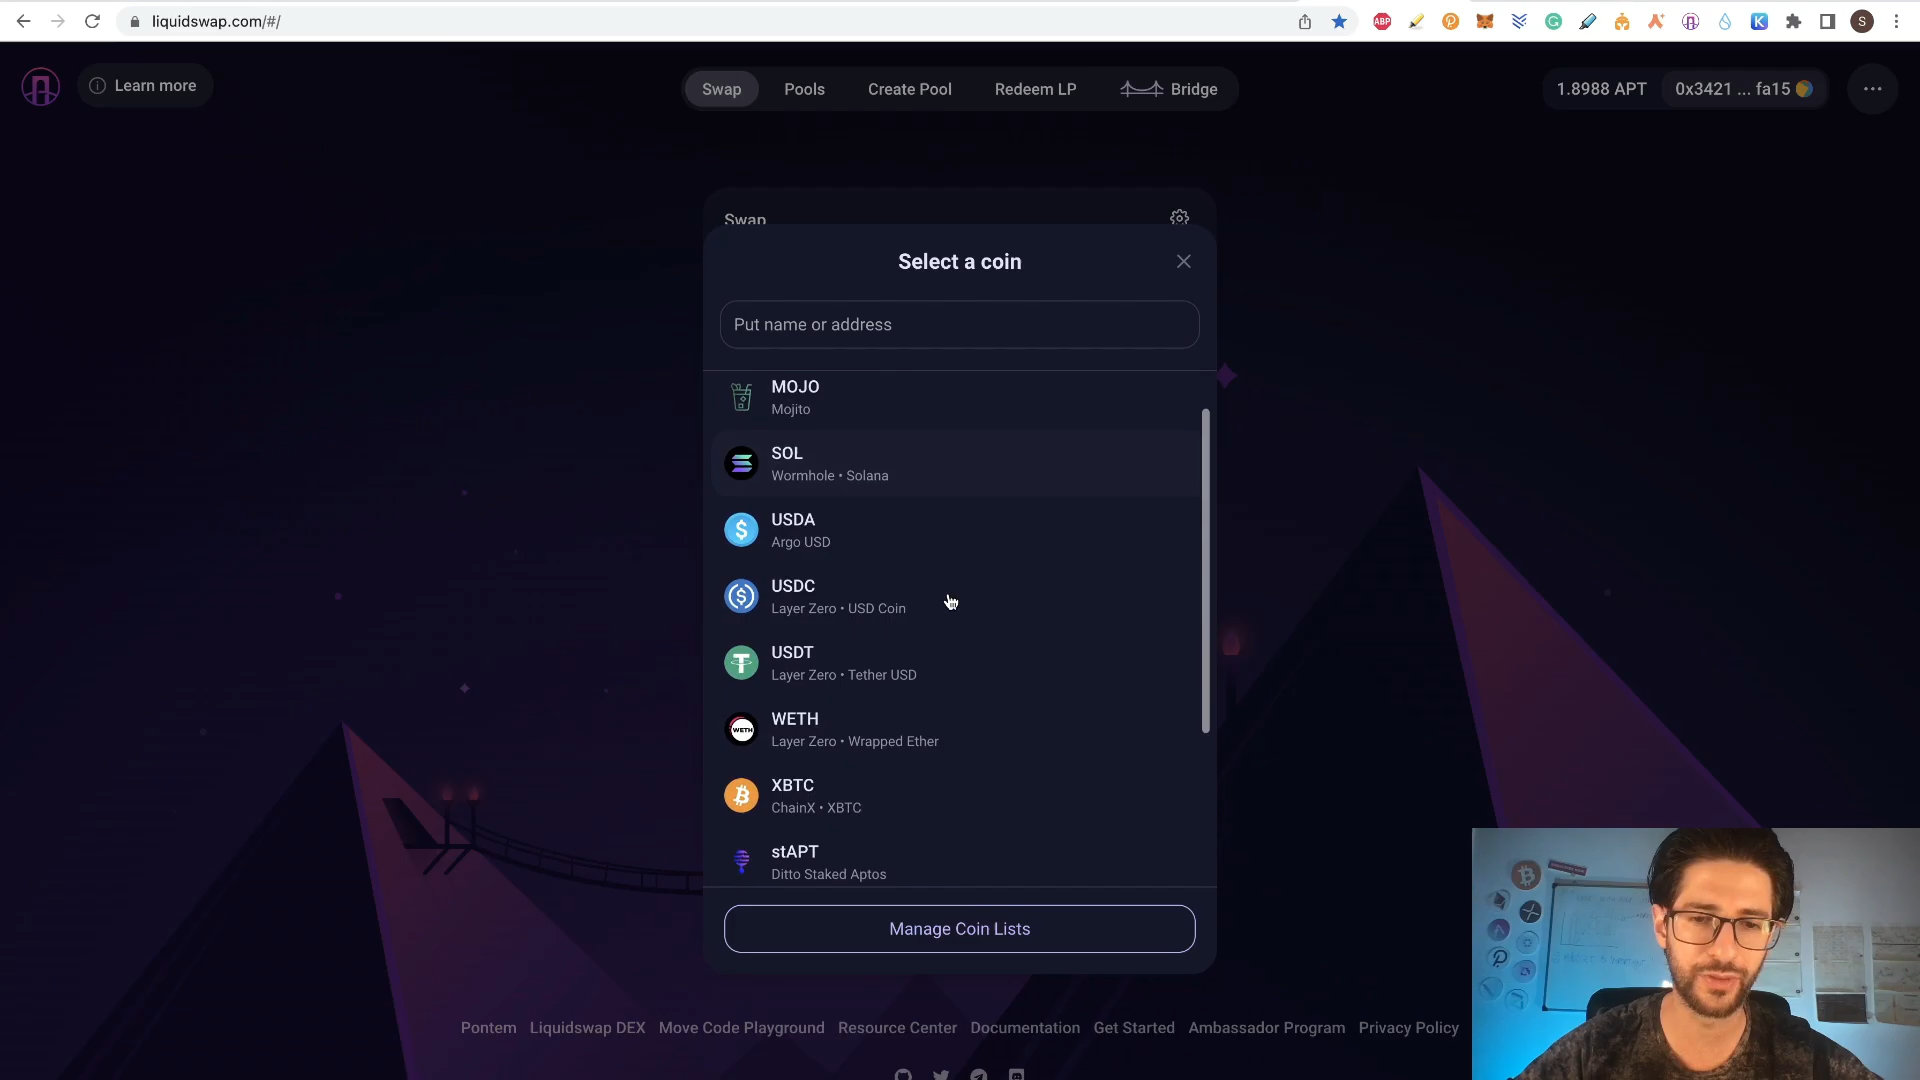 liquidswap.com/#/
ABP
S
Learn more
Swap
Pools
Create Pool
Redeem LP
Bridge
1.8988 APT
0x3421 ... fa15
Swap
Select a coin
Put name or address
MOJO
Mojito
SOL
Wormhole • Solana
USDA
Argo USD
USDC
Layer Zero • USD Coin
USDT
Layer Zero • Tether USD
WETH
WETH
Layer Zero • Wrapped Ether
XBTC
ChainX • XBTC
stAPT
Ditto Staked Aptos
Manage Coin Lists
Pontem Liquidswap DEX Move Code Playground Resource Center Documentation Get Started Ambassador Program Privacy Policy